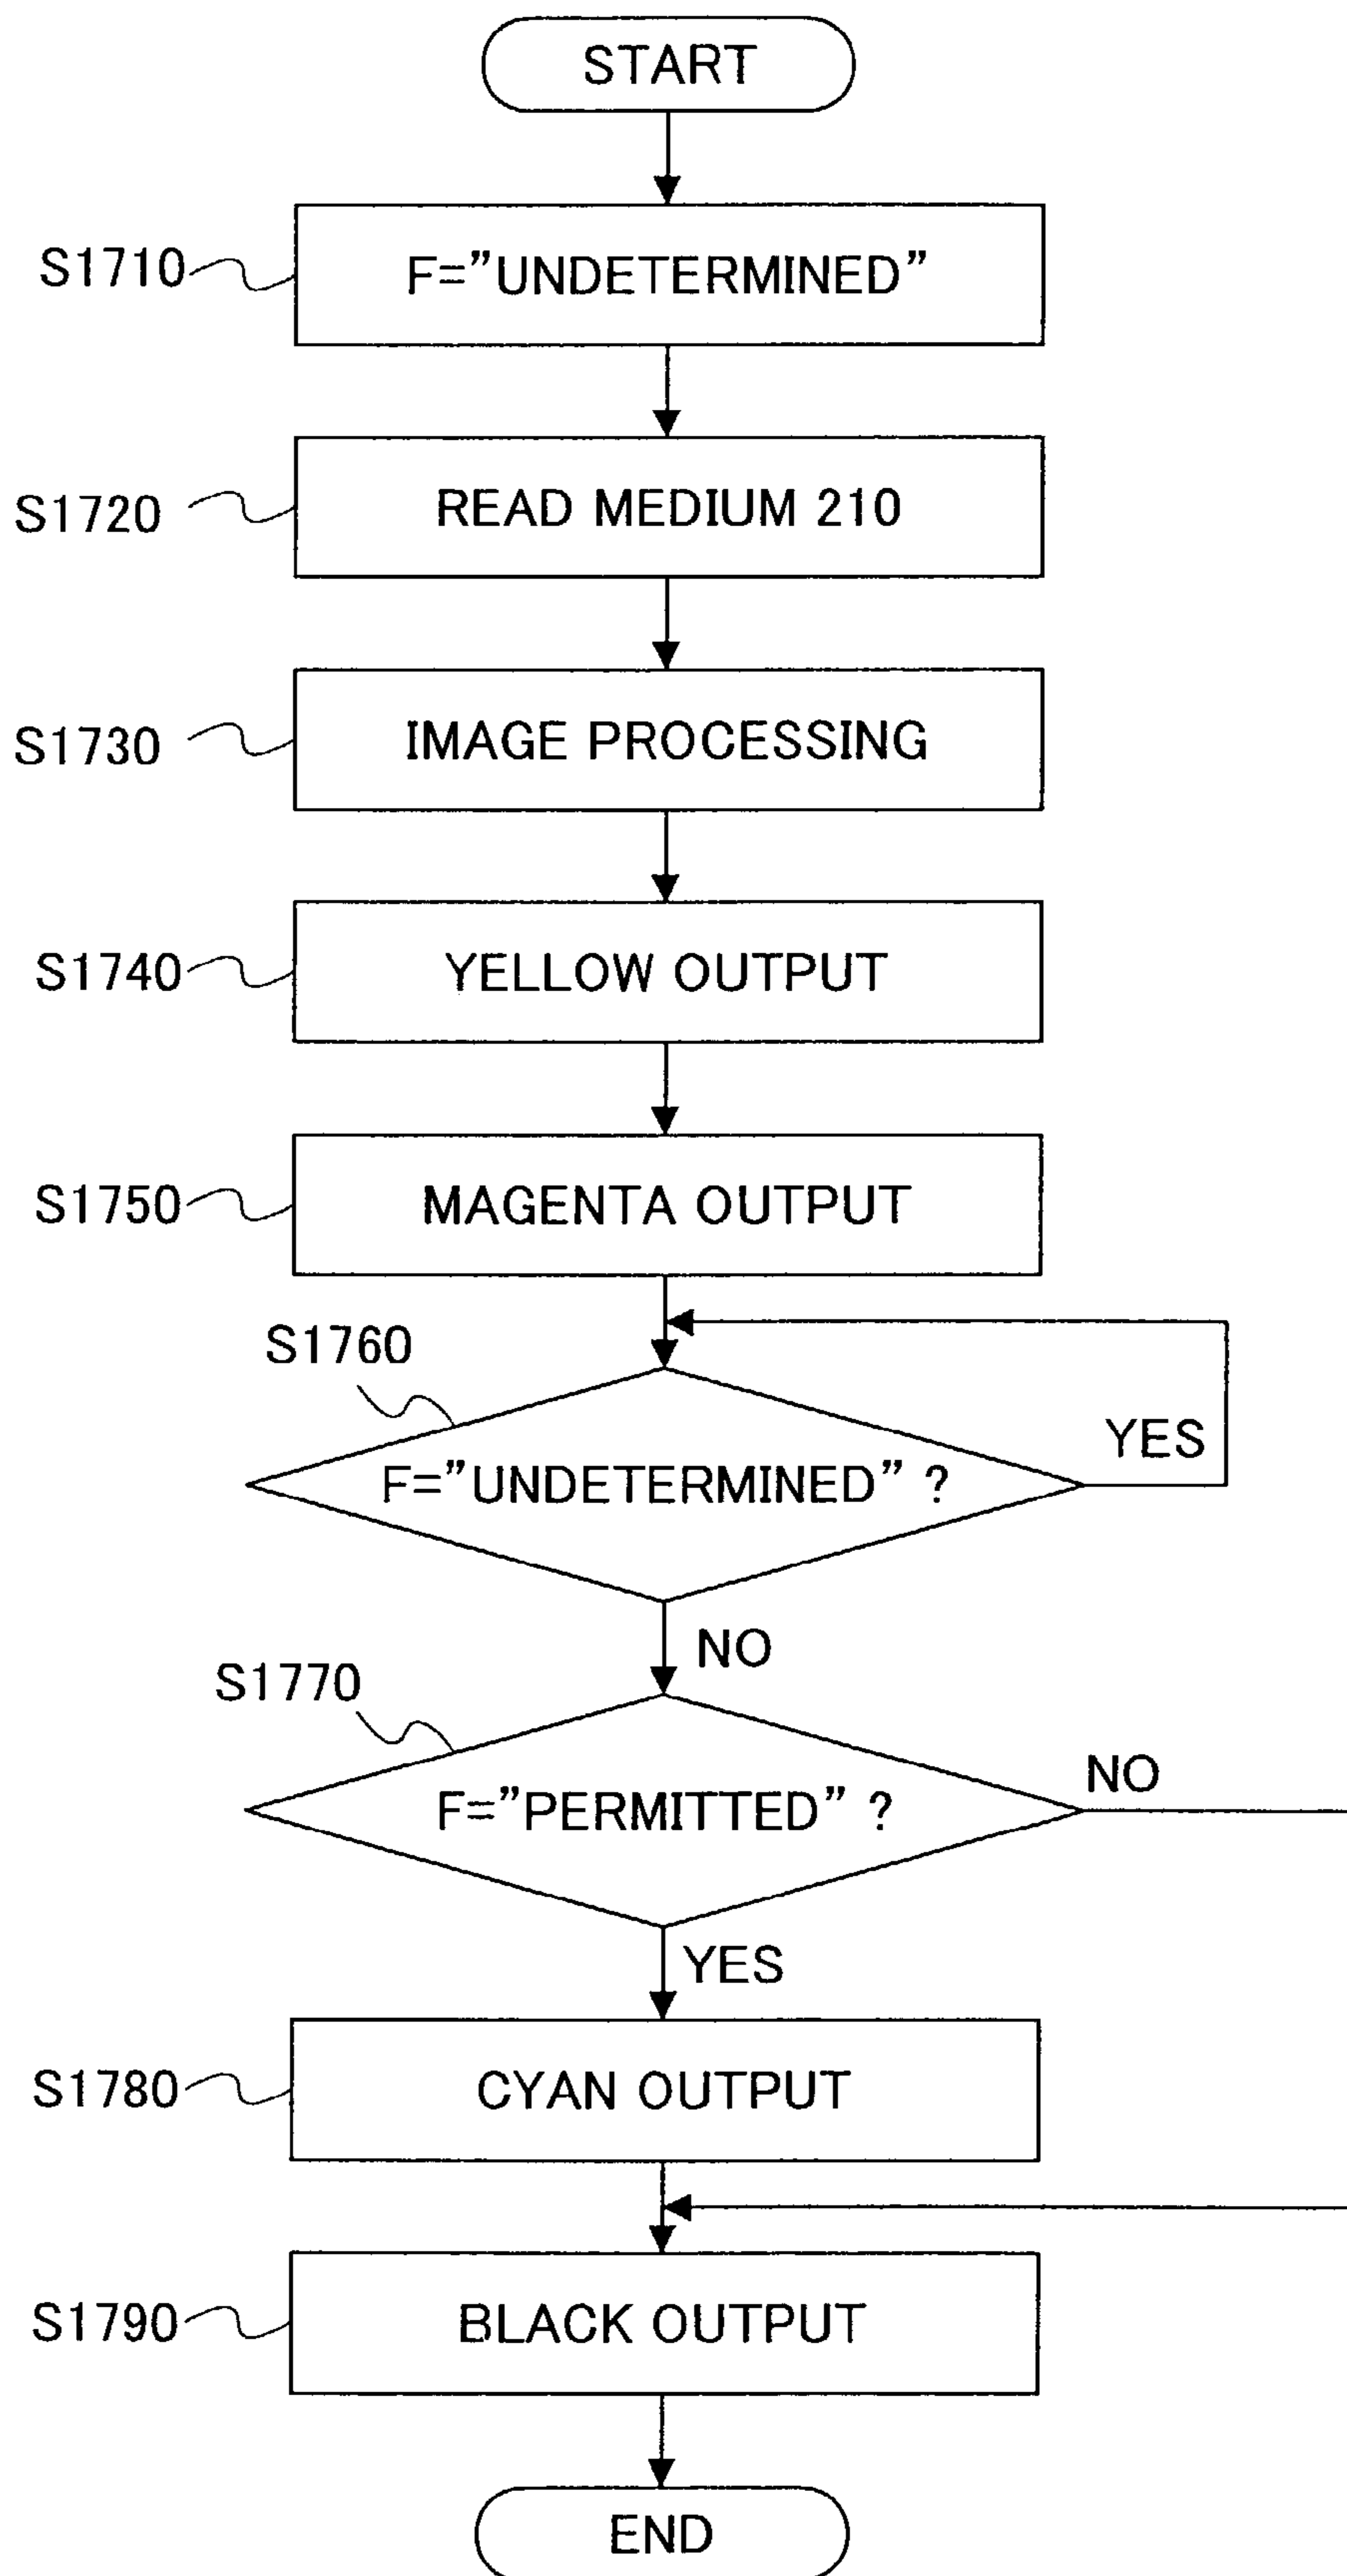 START
S1710
F="UNDETERMINED"
S1720
READ MEDIUM 210
S1730
IMAGE PROCESSING
S1740
YELLOW OUTPUT
S1750
MAGENTA OUTPUT
S1760
YES
F="UNDETERMINED" ?
NO
S1770
NO
F="PERMITTED" ?
YES
S1780
CYAN OUTPUT
S1790
BLACK OUTPUT
END